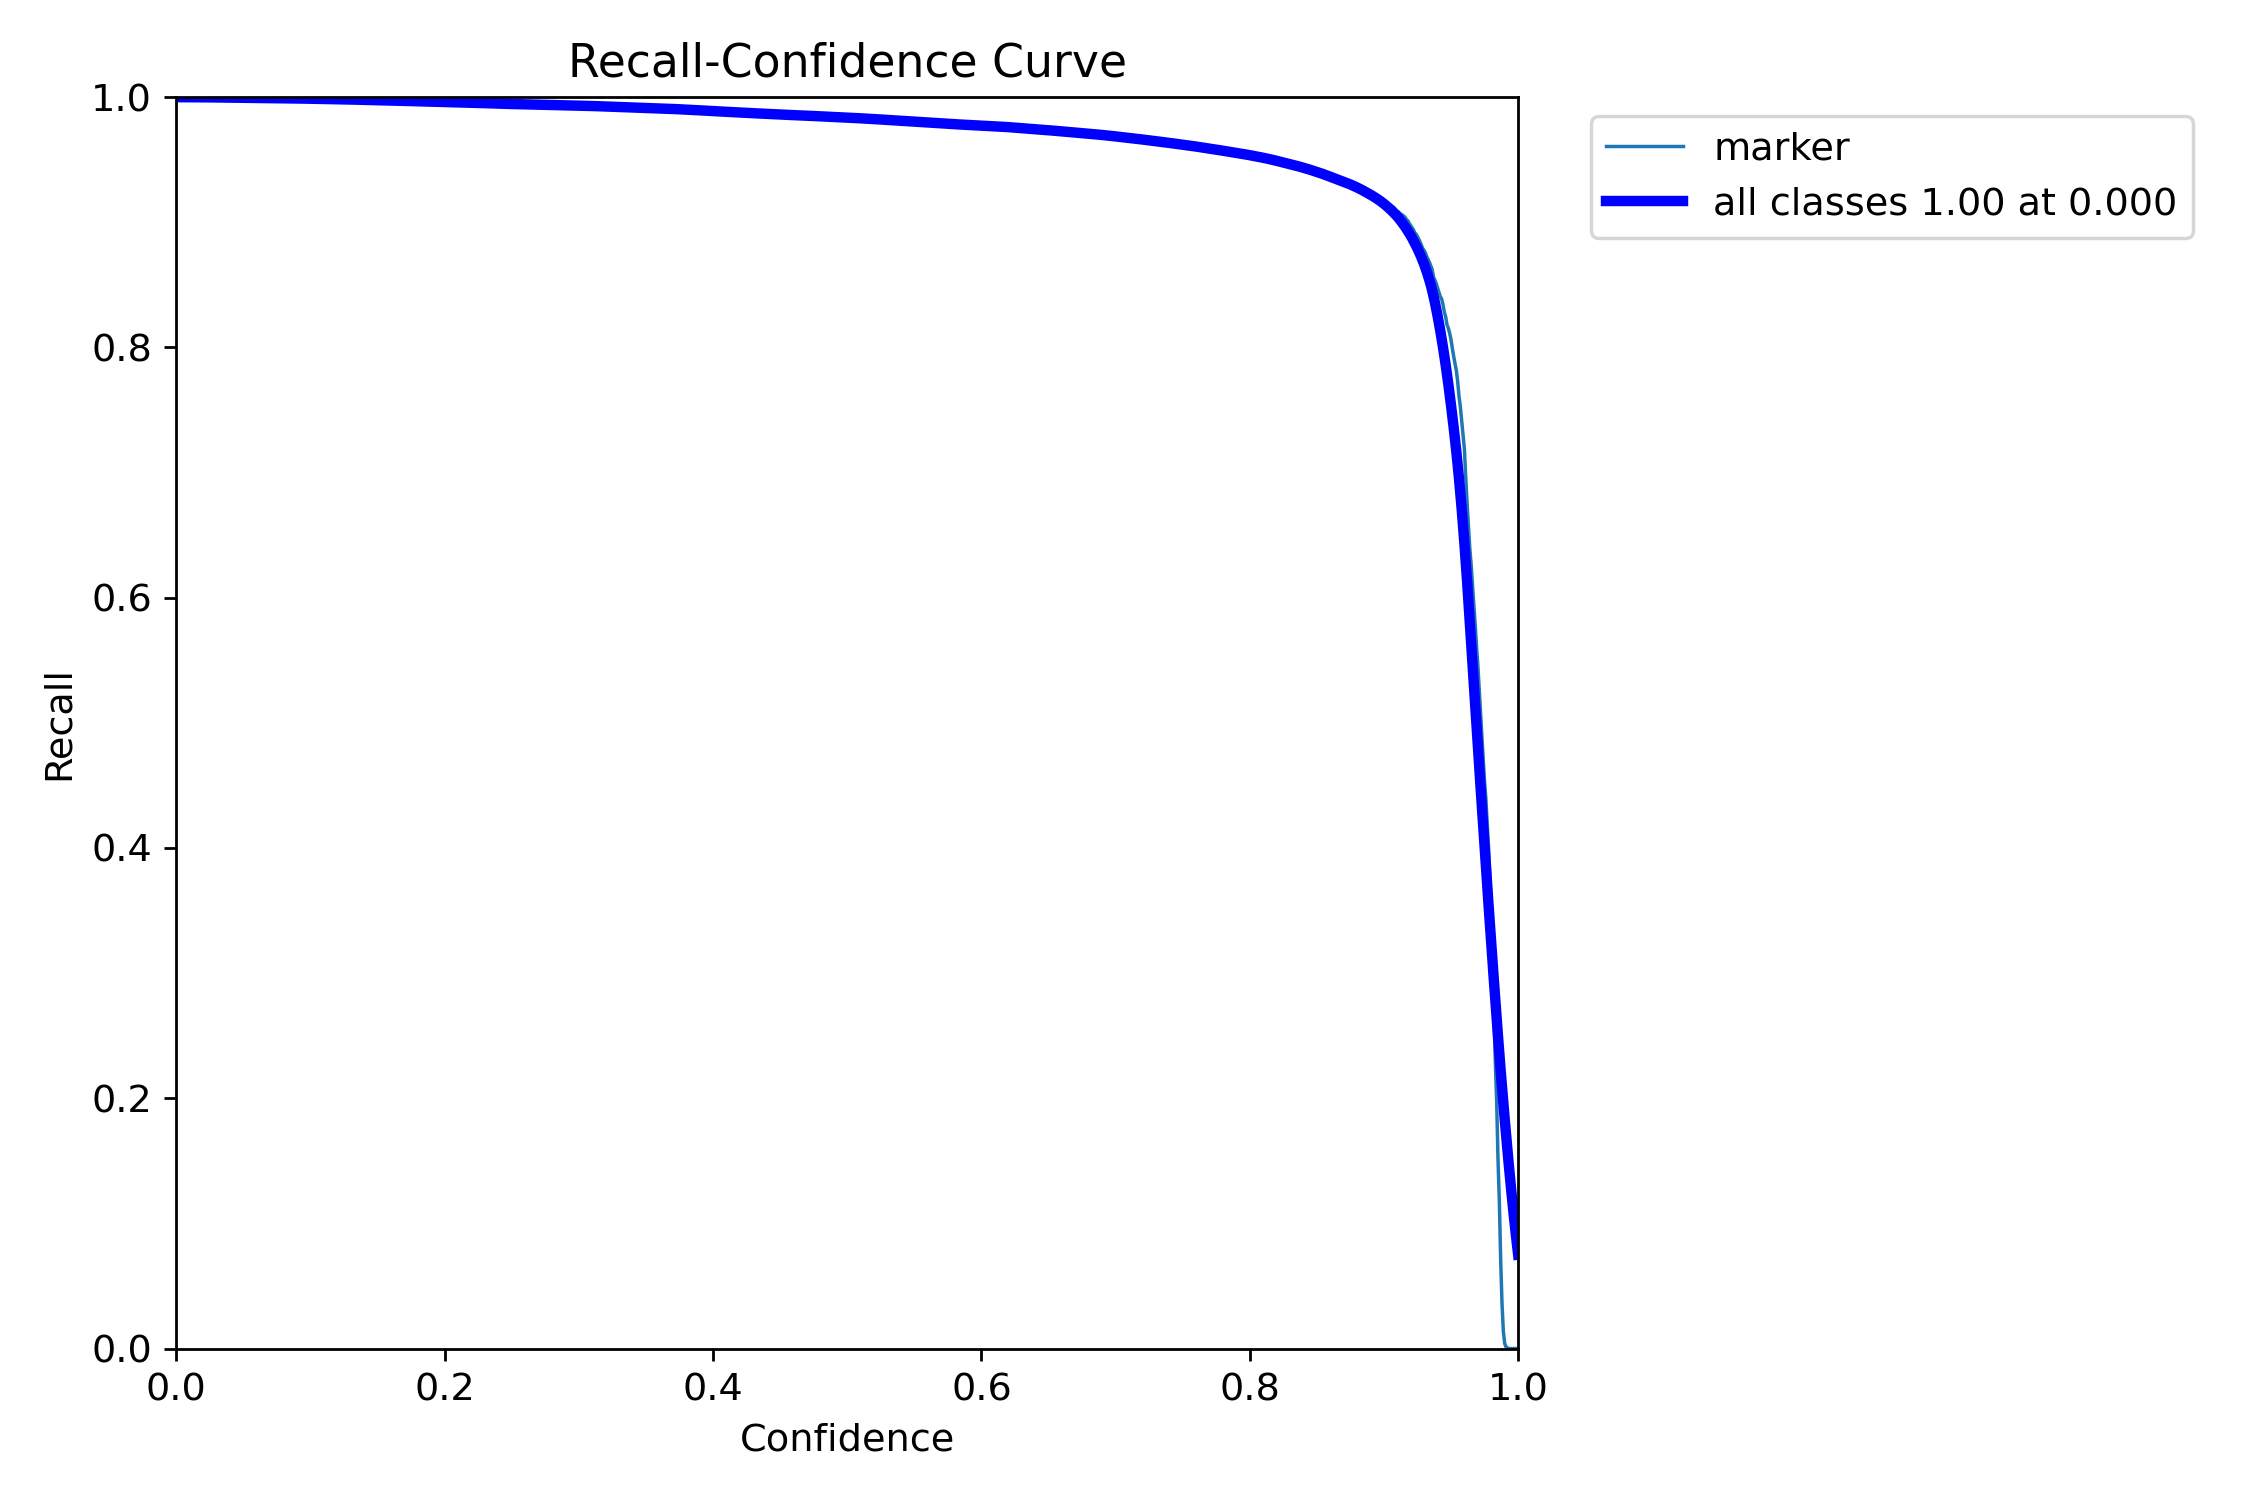 Recall-Confidence Curve
marker
all classes 1.00 at 0.000
1.0
0.8
0.6
0.4
0.2
0.0
Recall
0.0 0.2 0.4 0.6 0.8 1.0
Confidence